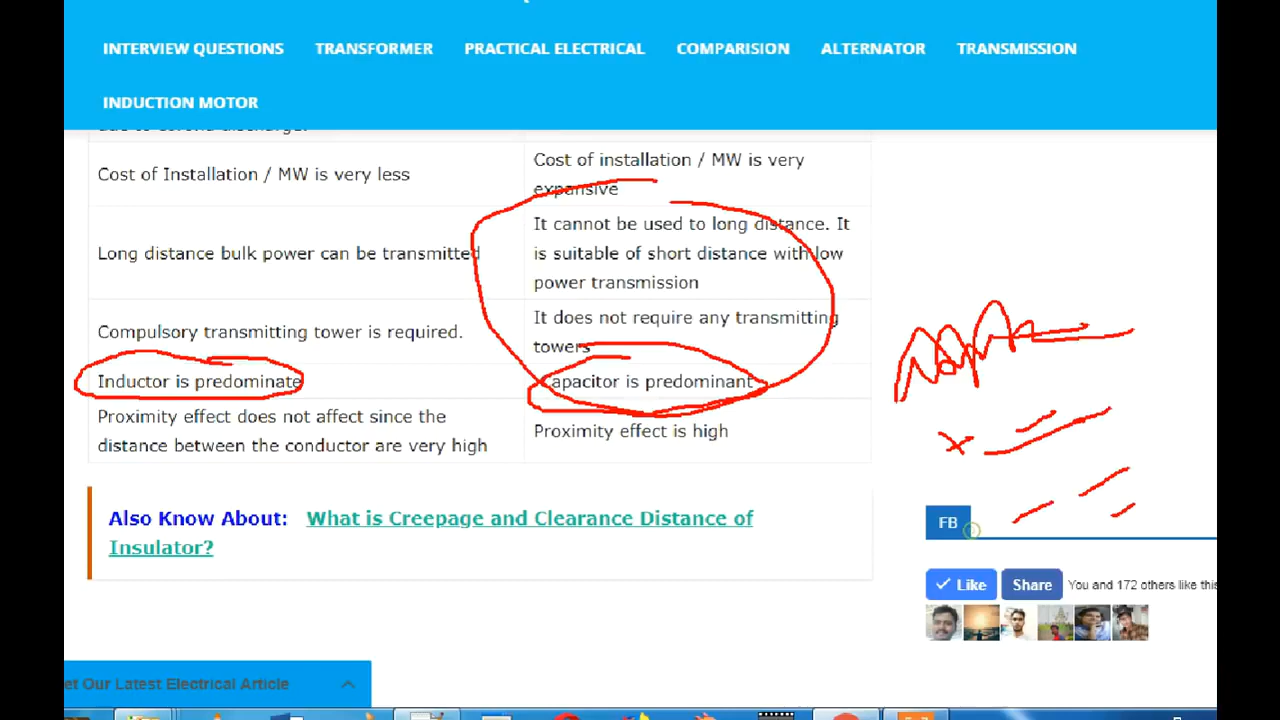 INTERVIEW QUESTIONS TRANSFORMER PRACTICAL ELECTRICAL COMPARISION ALTERNATOR TRANSMISSION
INDUCTION MOTOR
due to corona discharge.
Cost of Installation / MW is very less
Cost of installation / MW is very
expansive
Long distance bulk power can be transmitted
It cannot be used to long distance. It
is suitable of short distance with low
power transmission
Compulsory transmitting tower is required.
It does not require any transmitting
towers
Inductor is predominate
Capacitor is predominant
Proximity effect does not affect since the
distance between the conductor are very high
Proximity effect is high
Also Know About: What is Creepage and Clearance Distance of
Insulator?
FB
Like Share You and 172 others like this
et Our Latest Electrical Article